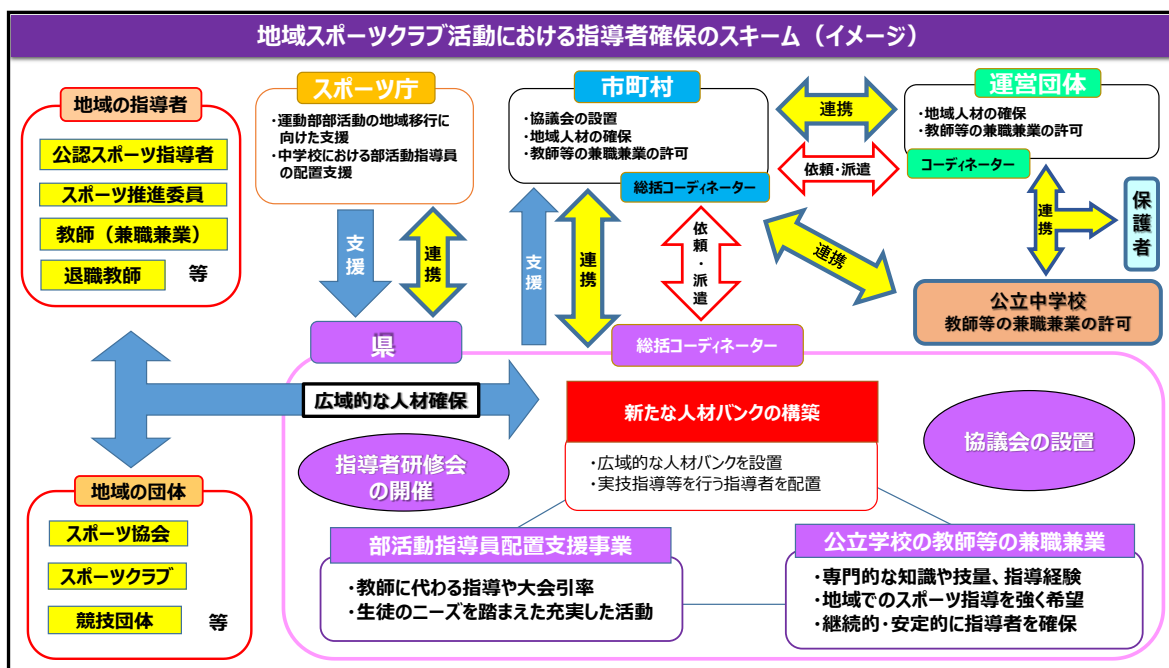 地域スポーツクラブ活動における指導者確保のスキーム（イメージ）
地域の指導者
公認スポーツ指導者
スポーツ推進委員
教師（兼職兼業）
退職教師
等
スポーツ庁
・運動部部活動の地域移行に
向けた支援
・中学校における部活動指導員
の配置支援
市町村
・協議会の設置
・地域人材の確保
・教師等の兼職兼業の許可
総括コーディネーター
連携
依頼・派遣
運営団体
・地域人材の確保
・教師等の兼職兼業の許可
コーディネーター
連携
保護者
支援
連携
支援
連携
依頼・派遣
連携
公立中学校
教師等の兼職兼業の許可
県
総括コーディネーター
広域的な人材確保
新たな人材バンクの構築
・広域的な人材バンクを設置
・実技指導等を行う指導者を配置
指導者研修会
の開催
協議会の設置
地域の団体
スポーツ協会
スポーツクラブ
競技団体
等
部活動指導員配置支援事業
・教師に代わる指導や大会引率
・生徒のニーズを踏まえた充実した活動
公立学校の教師等の兼職兼業
・専門的な知識や技量、指導経験
・地域でのスポーツ指導を強く希望
・継続的・安定的に指導者を確保